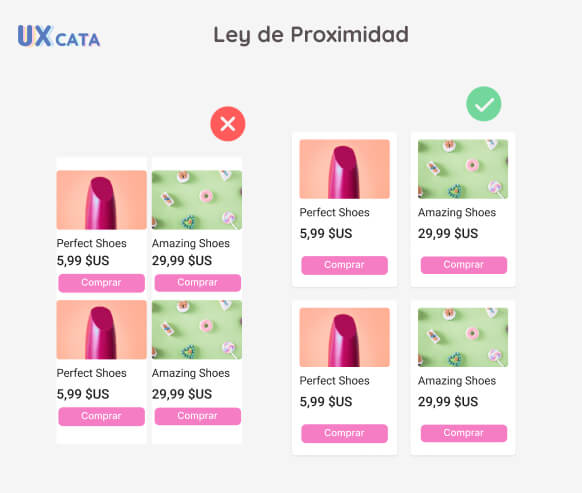 UX CATA
Ley de Proximidad
Perfect Shoes
5,99 $US
Comprar
Amazing Shoes
29,99 $US
Comprar
Perfect Shoes
5,99 $US
Comprar
Amazing Shoes
29,99 $US
Comprar
Perfect Shoes
5,99 $US
Comprar
Amazing Shoes
29,99 $US
Comprar
Perfect Shoes
5,99 $US
Comprar
Amazing Shoes
29,99 $US
Comprar